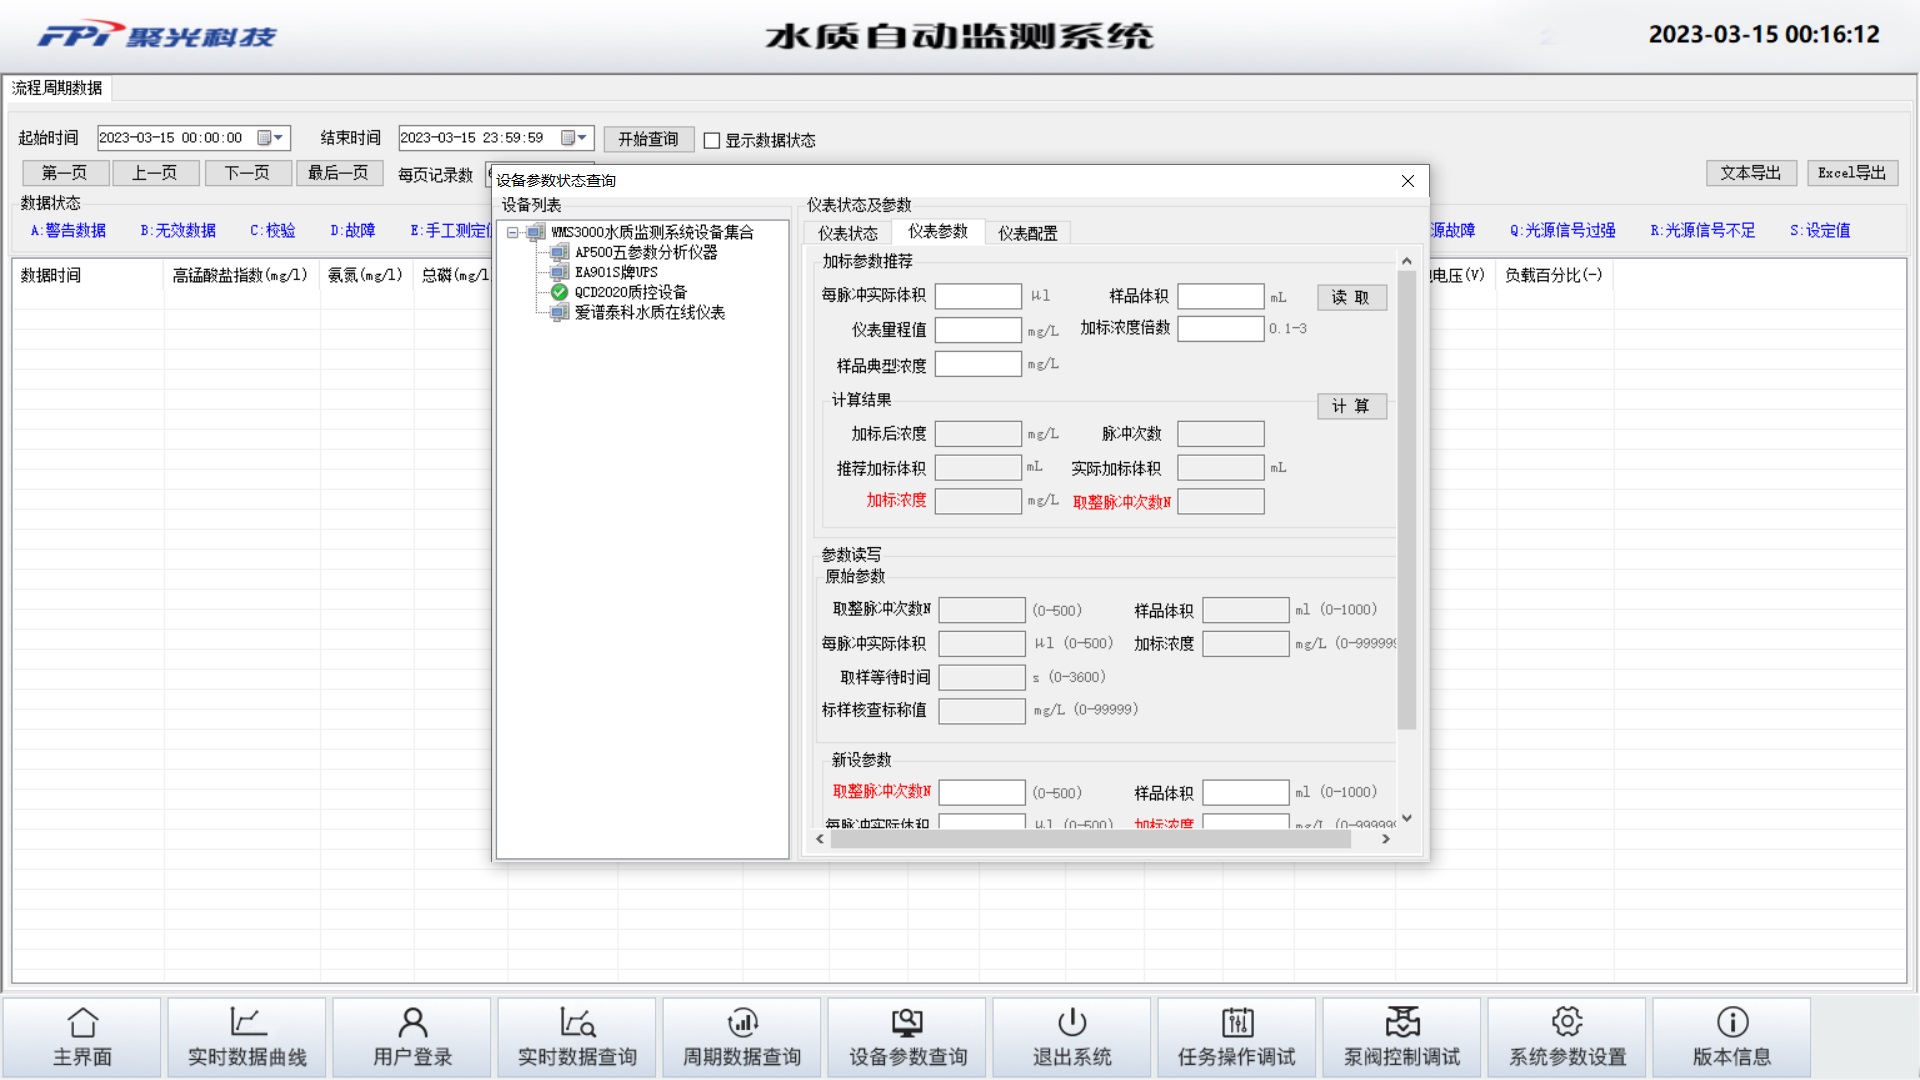 FPI 聚光科技
水质自动监测系统
2023-03-15 00:16:12
流程周期数据
起始时间 2023-03-15 00:00:00 结束时间 2023-03-15 23:59:59 开始查询 显示数据状态
第一页 上一页 下一页 最后一页 每页记录数 文本导出 Excel导出
数据状态
A:警告数据 B:无效数据 C:校验 D:故障 E:手工测定 源故障 Q:光源信号过强 R:光源信号不足 S:设定值
数据时间 高锰酸盐指数(mg/l) 氨氮(mg/l) 总磷(mg/l 电压(V) 负载百分比(-)
设备参数状态查询
设备列表
WMS3000水质监测系统设备集合
AP500五参数分析仪器
EA901S牌UPS
QCD2020质控设备
爱谱泰科水质在线仪表
仪表状态及参数
仪表状态 仪表参数 仪表配置
加标参数推荐
每脉冲实际体积 μl 样品体积 mL 读 取
仪表量程值 mg/L 加标浓度倍数 0.1-3
样品典型浓度 mg/L
计算结果 计 算
加标后浓度 mg/L 脉冲次数
推荐加标体积 mL 实际加标体积 mL
加标浓度 mg/L 取整脉冲次数N
参数读写
原始参数
取整脉冲次数N (0-500) 样品体积 ml (0-1000)
每脉冲实际体积 μl (0-500) 加标浓度 mg/L (0-99999
取样等待时间 s (0-3600)
标样核查标称值 mg/L (0-99999)
新设参数
取整脉冲次数N (0-500) 样品体积 ml (0-1000)
每脉冲实际体积 μl (0-500) 加标浓度 mg/L (0-99999
主界面 实时数据曲线 用户登录 实时数据查询 周期数据查询 设备参数查询 退出系统 任务操作调试 泵阀控制调试 系统参数设置 版本信息